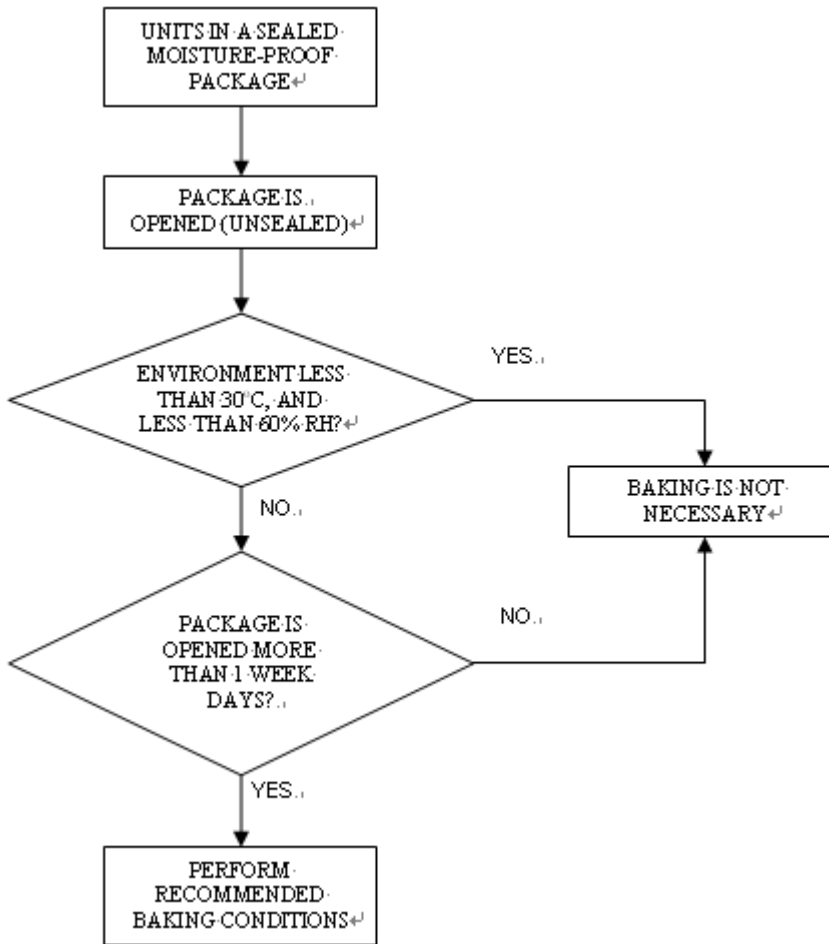 UNITS IN A SEALED
MOISTURE-PROOF
PACKAGE
PACKAGE IS
OPENED (UNSEALED)
ENVIRONMENT LESS
THAN 30°C, AND
LESS THAN 60% RH?
YES
BAKING IS NOT
NECESSARY
NO
PACKAGE IS
OPENED MORE
THAN 1 WEEK
DAYS?
NO
YES
PERFORM
RECOMMENDED
BAKING CONDITIONS